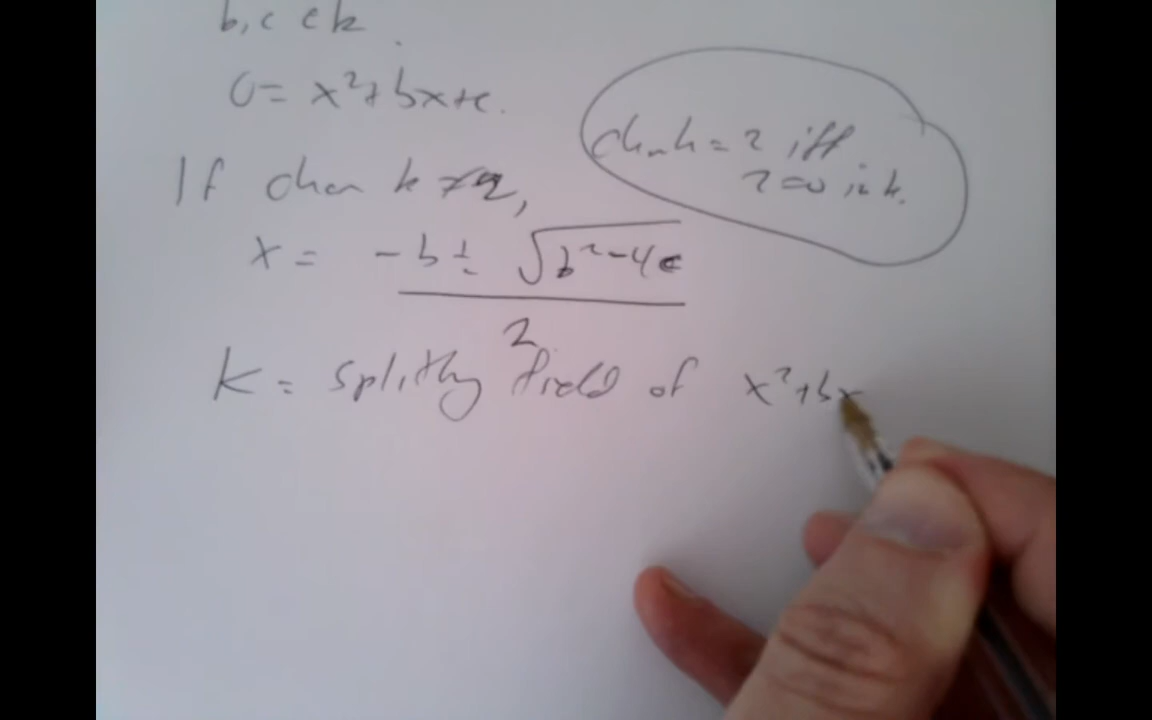 b, c ∈ k.
0 = x²+bx+c.
If char k ≠ 2,
char k = 2 iff
2=0 in k.
x = -b ± √b²-4c
2
K = splitting field of x²+bx